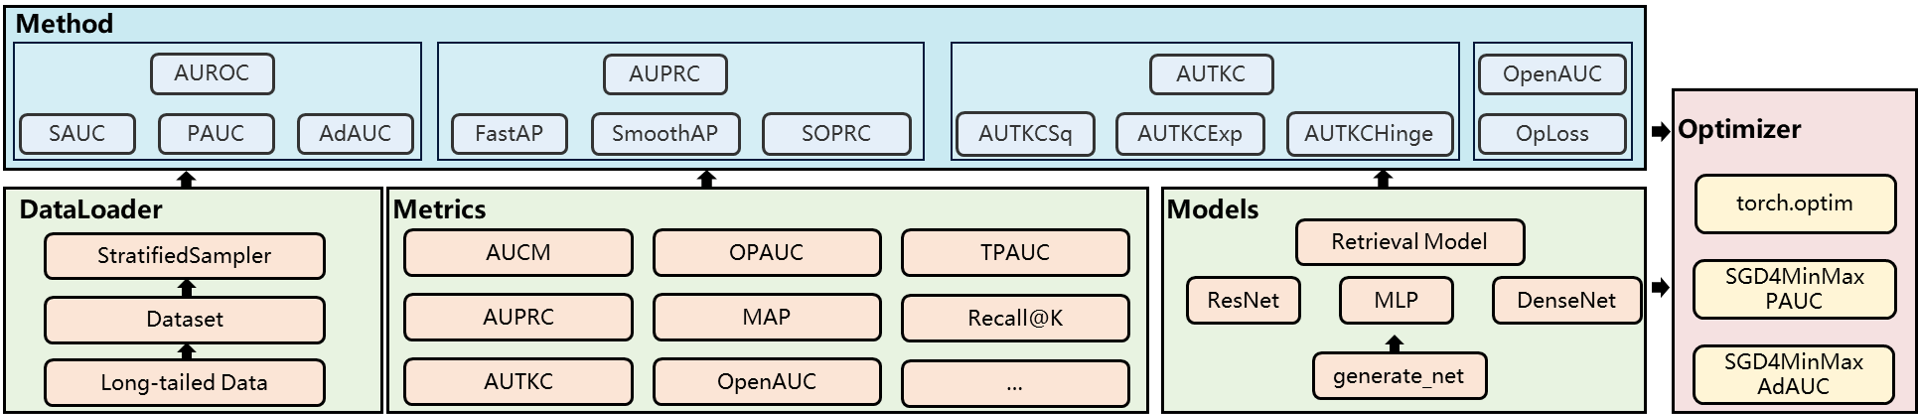 Method
AUROC
SAUC
PAUC
AdAUC
AUPRC
FastAP
SmoothAP
SOPRC
AUTKC
AUTKCSq
AUTKCExp
AUTKCHinge
OpenAUC
OpLoss
DataLoader
StratifiedSampler
Dataset
Long-tailed Data
Metrics
AUCM
OPAUC
TPAUC
AUPRC
MAP
Recall@K
AUTKC
OpenAUC
...
Models
Retrieval Model
ResNet
MLP
DenseNet
generate_net
Optimizer
torch.optim
SGD4MinMax
PAUC
SGD4MinMax
AdAUC